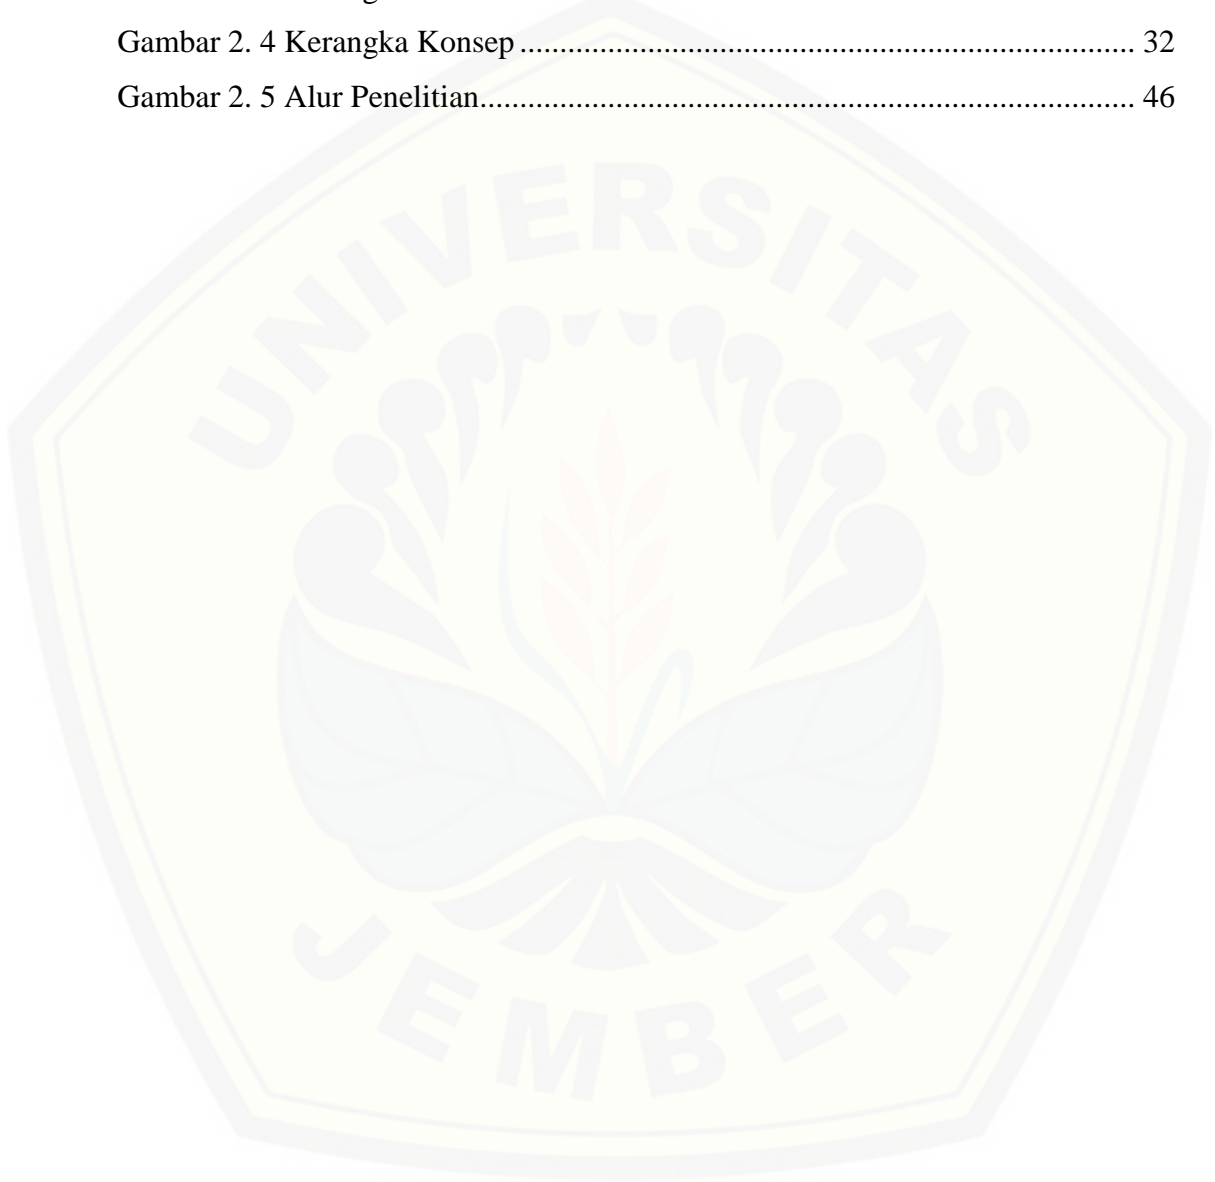 Gambar 2. 4 Kerangka Konsep ............................................................................ 32
Gambar 2. 5 Alur Penelitian................................................................................. 46
UNIVERSITAS
JEMBER